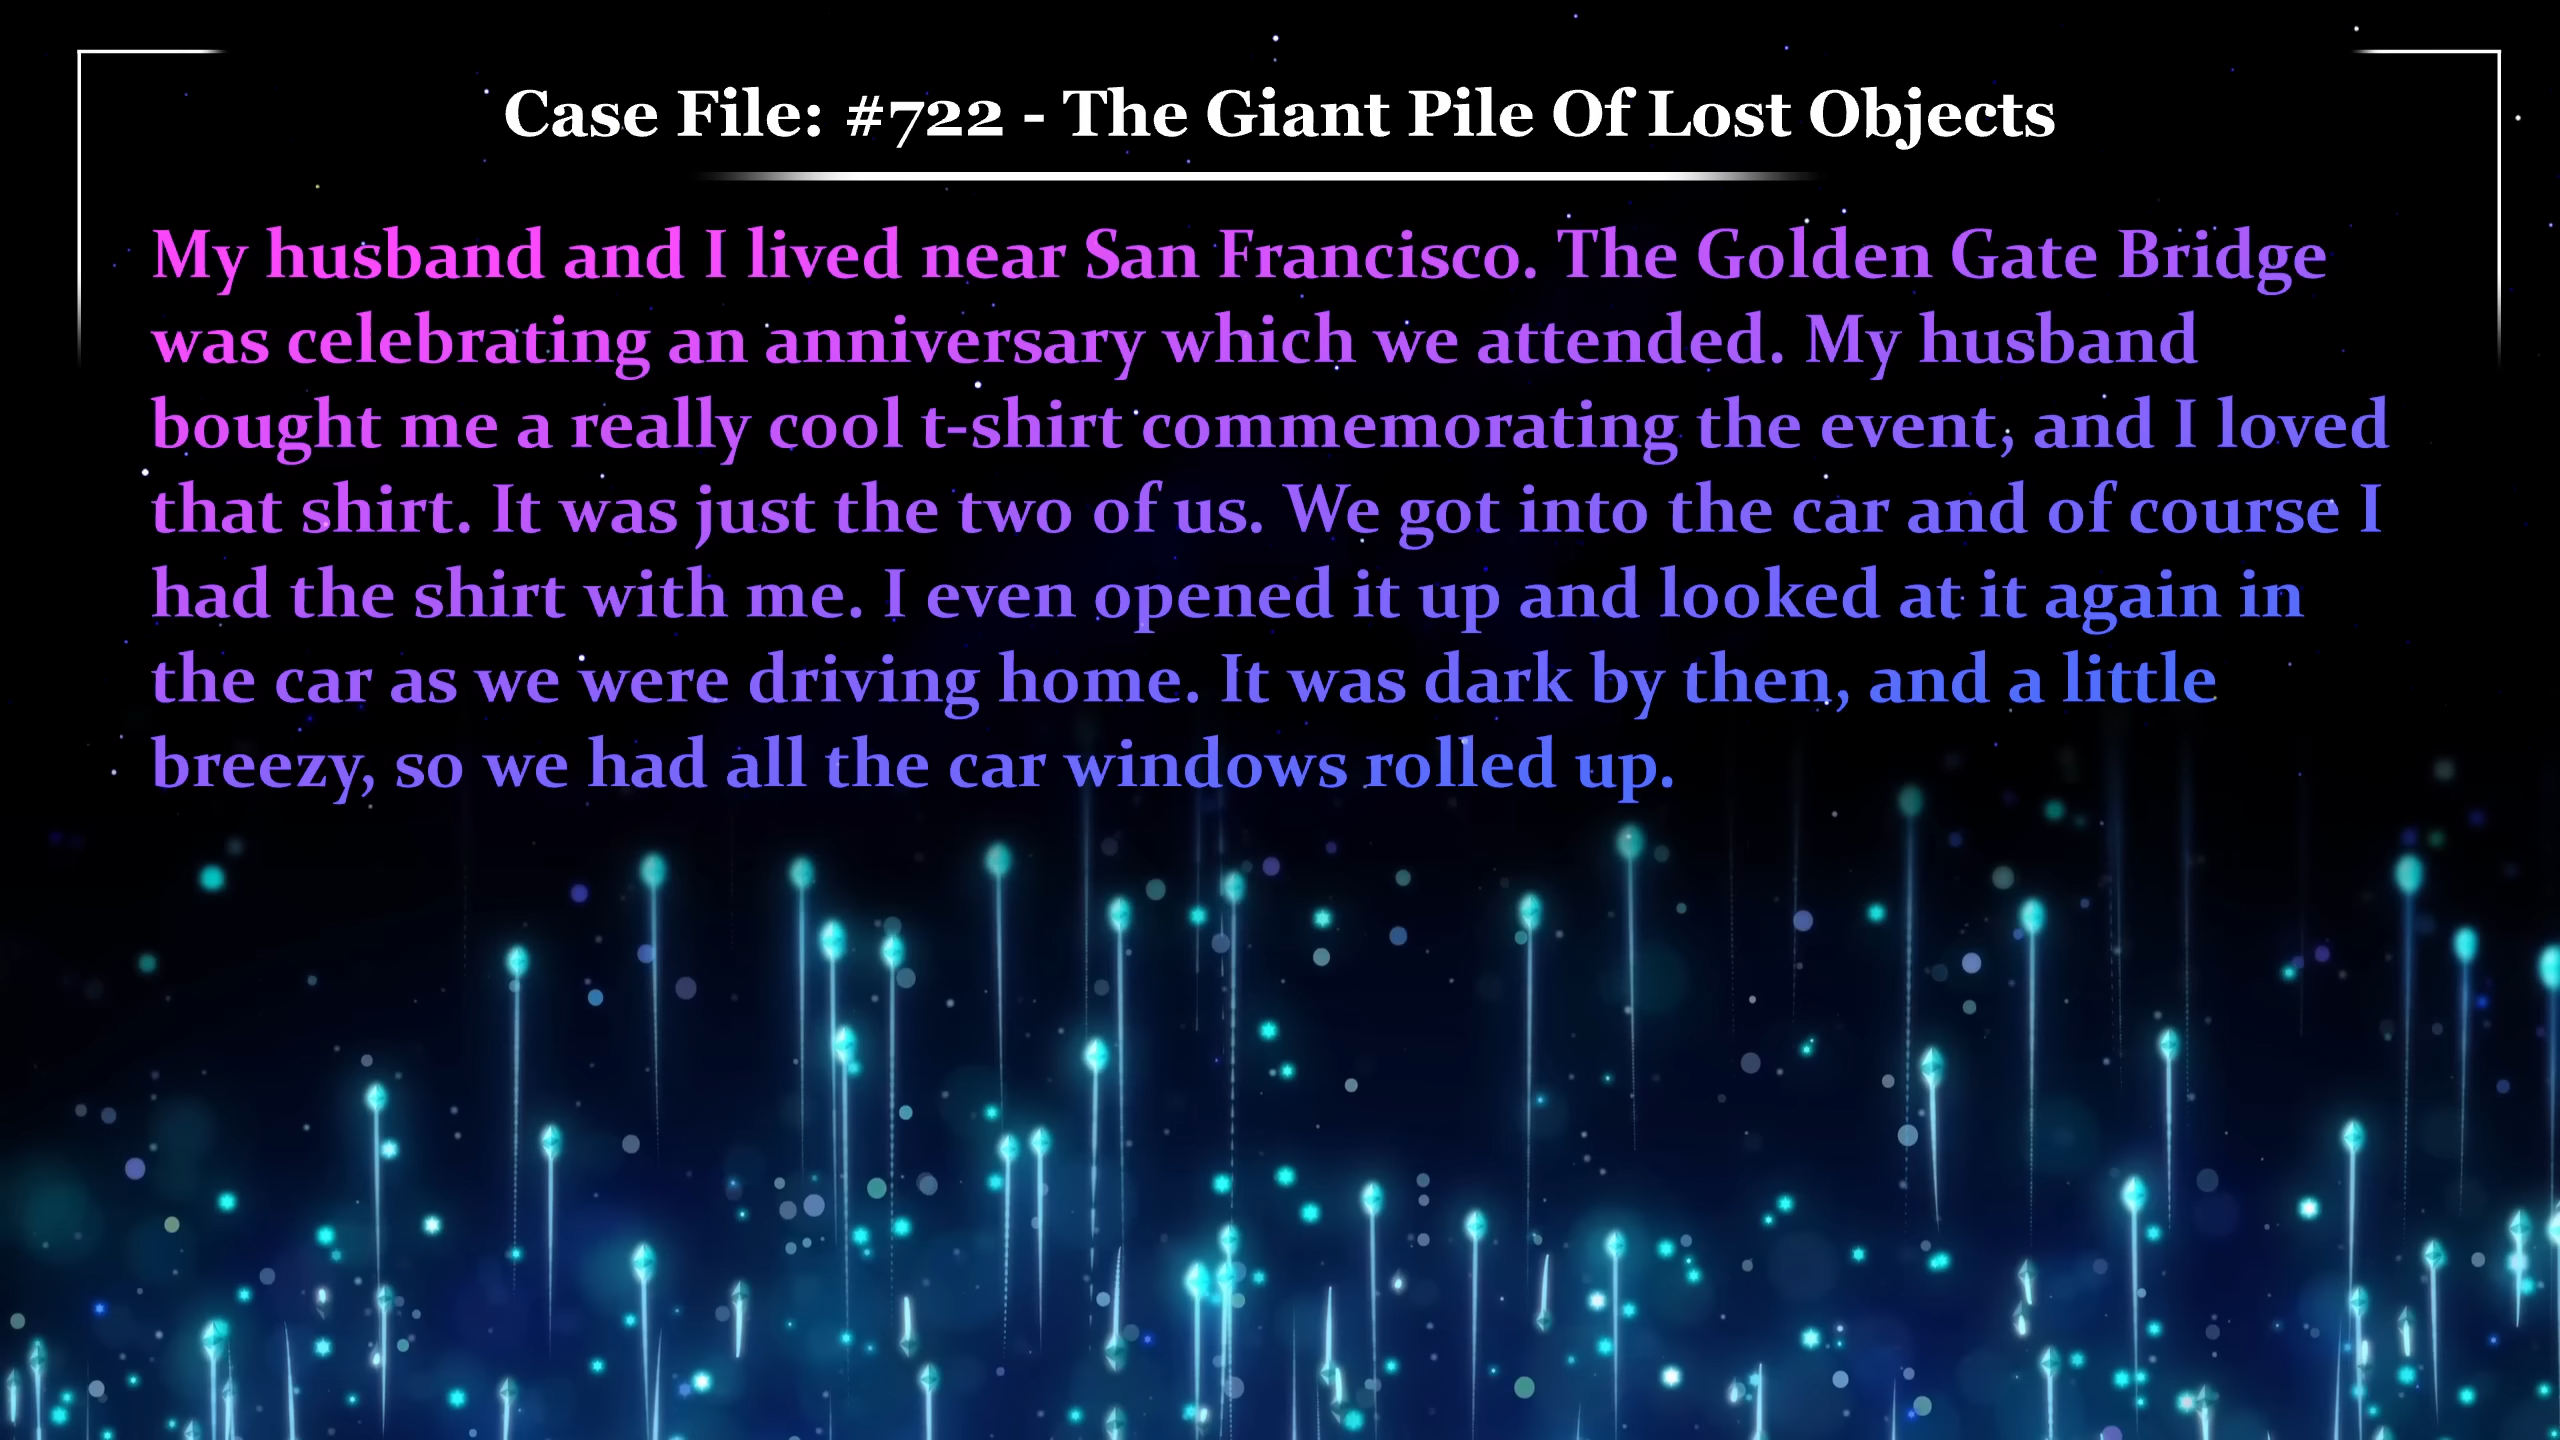 Case File: #722 - The Giant Pile Of Lost Objects
My husband and I lived near San Francisco. The Golden Gate Bridge
was celebrating an anniversary which we attended. My husband
bought me a really cool t-shirt commemorating the event, and I loved
that shirt. It was just the two of us. We got into the car and of course I
had the shirt with me. I even opened it up and looked at it again in
the car as we were driving home. It was dark by then, and a little
breezy, so we had all the car windows rolled up.